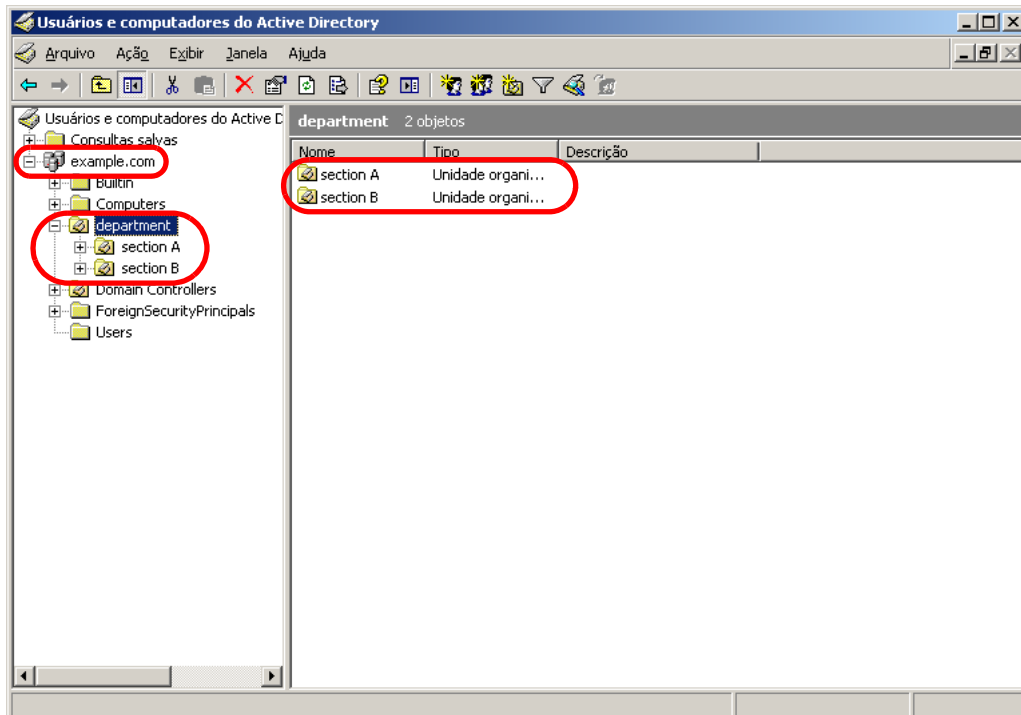 Usuários e computadores do Active Directory
Arquivo Ação Exibir Janela Ajuda
Usuários e computadores do Active D
Consultas salvas
example.com
Builtin
Computers
department
section A
section B
Domain Controllers
ForeignSecurityPrincipals
Users
department 2 objetos
Nome Tipo Descrição
section A Unidade organi...
section B Unidade organi...